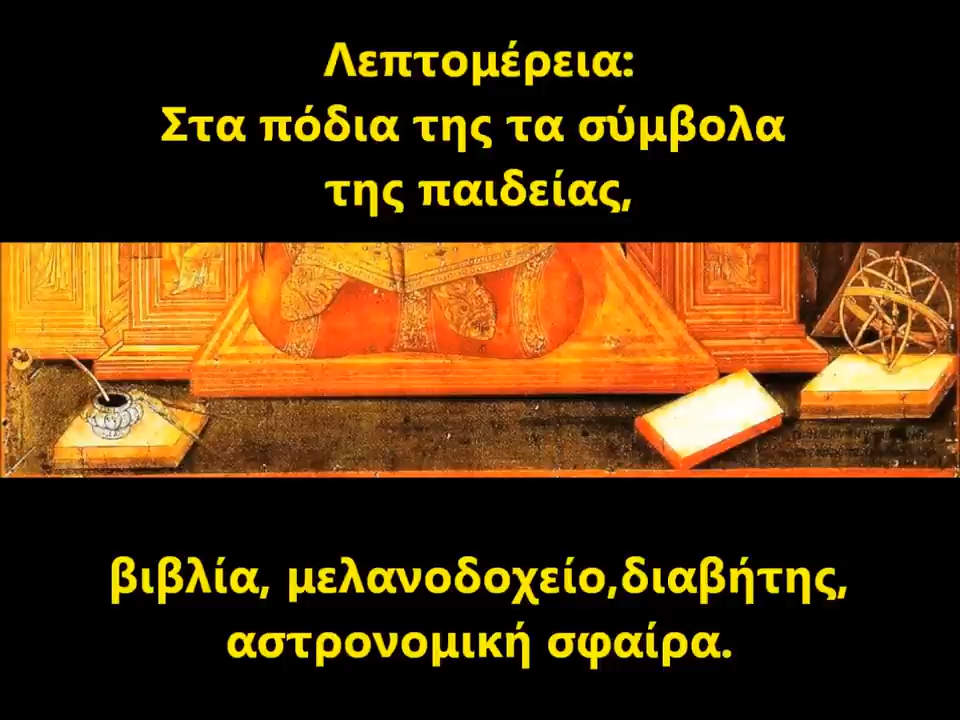 Λεπτομέρεια:
Στα πόδια της τα σύμβολα
της παιδείας,
βιβλία, μελανοδοχείο,διαβήτης,
αστρονομική σφαίρα.